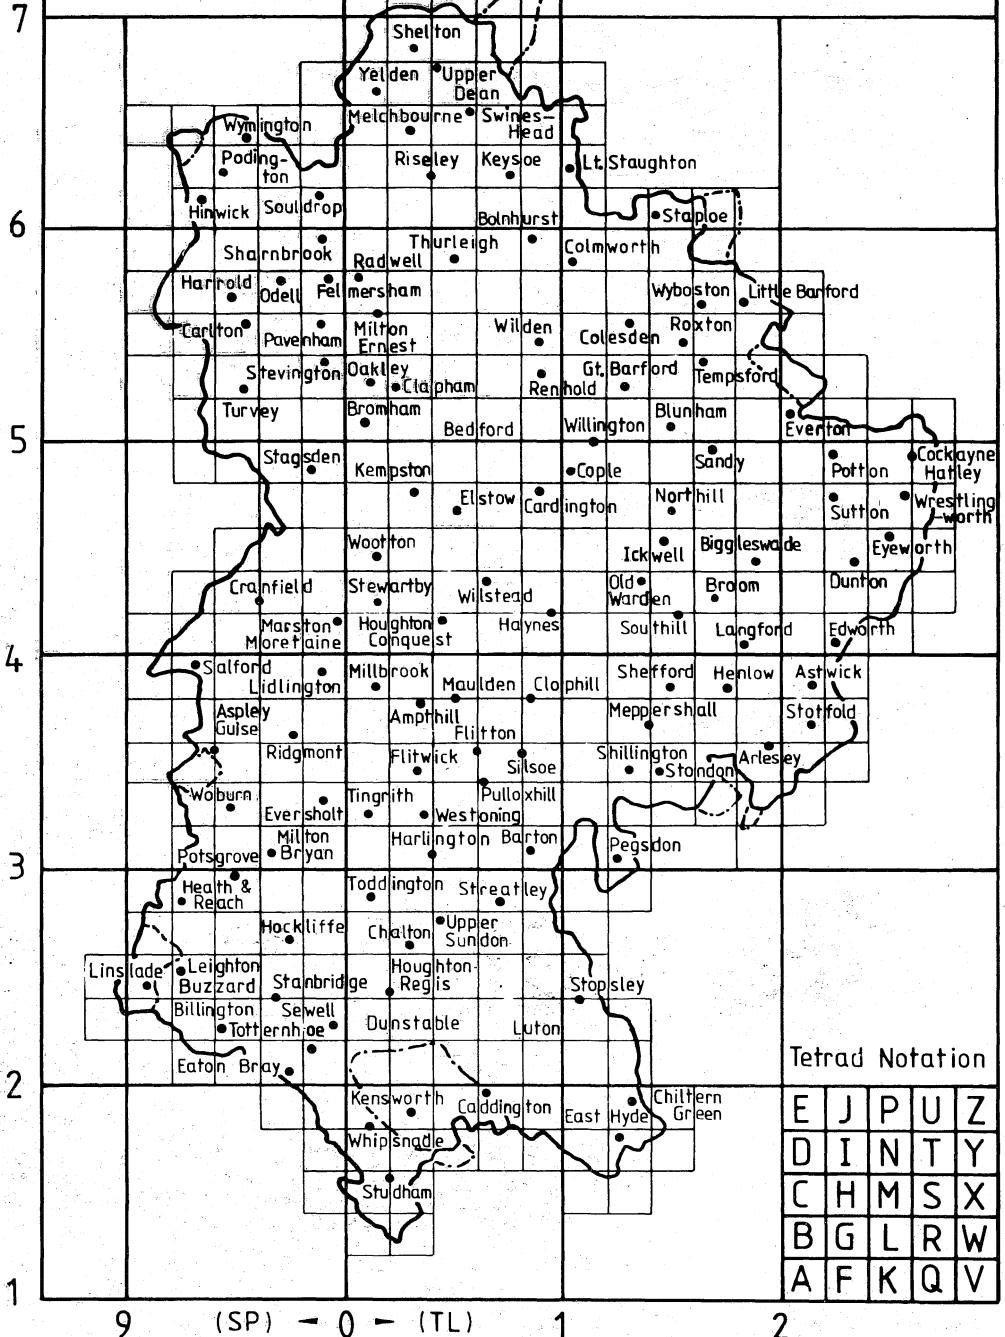 7
Shelton
Yelden
Upper
Dean
Melchbourne
Swines-
Head
Wymington
Poding-
ton
Riseley
Keysoe
Lt. Staughton
Hinwick
Souldrop
Bolnhurst
Staploe
6
Sharnbrook
Thurleigh
Colmworth
Radwell
Harrold
Odell
Felmersham
Wyboston
Little Barford
Carlton
Pavenham
Milton
Ernest
Wilden
Colesden
Roxton
Stevington
Oakley
Clapham
Renhold
Gt. Barford
Tempsford
Turvey
Bromham
Blunham
Everton
5
Bedford
Willington
Stagsden
Kempston
Cople
Sandy
Potton
Cockayne
Hatley
Elstow
Cardington
Northill
Sutton
Wrestling
-worth
Wootton
Ickwell
Biggleswade
Eyeworth
Cranfield
Stewartby
Wilstead
Old
Warden
Broom
Dunton
Marston
Moretaine
Houghton
Conquest
Haynes
Southill
Langford
Edworth
4
Salford
Lidlington
Millbrook
Maulden
Clophill
Shefford
Henlow
Astwick
Aspley
Guise
Ampthill
Meppershall
Stotfold
Ridgmont
Flitton
Flitwick
Silsoe
Shillington
Stondon
Arlesey
Woburn
Eversholt
Tingrith
Westoning
Pulloxhill
Milton
Bryan
Harlington
Barton
Pegsdon
Potsgrove
3
Heath &
Reach
Toddington
Streatley
Hockliffe
Chalton
Upper
Sundon
Linslade
Leighton
Buzzard
Stanbridge
Houghton
Regis
Stopsley
Billington
Sewell
Totternhoe
Dunstable
Luton
Eaton Bray
Tetrad Notation
2
Kensworth
Caddington
East Hyde
Chiltern
Green
Whipsnade
Studham
E J P U Z
D I N T Y
C H M S X
B G L R W
A F K Q V
1
9 (SP) ◄ 0 ► (TL) 1 2